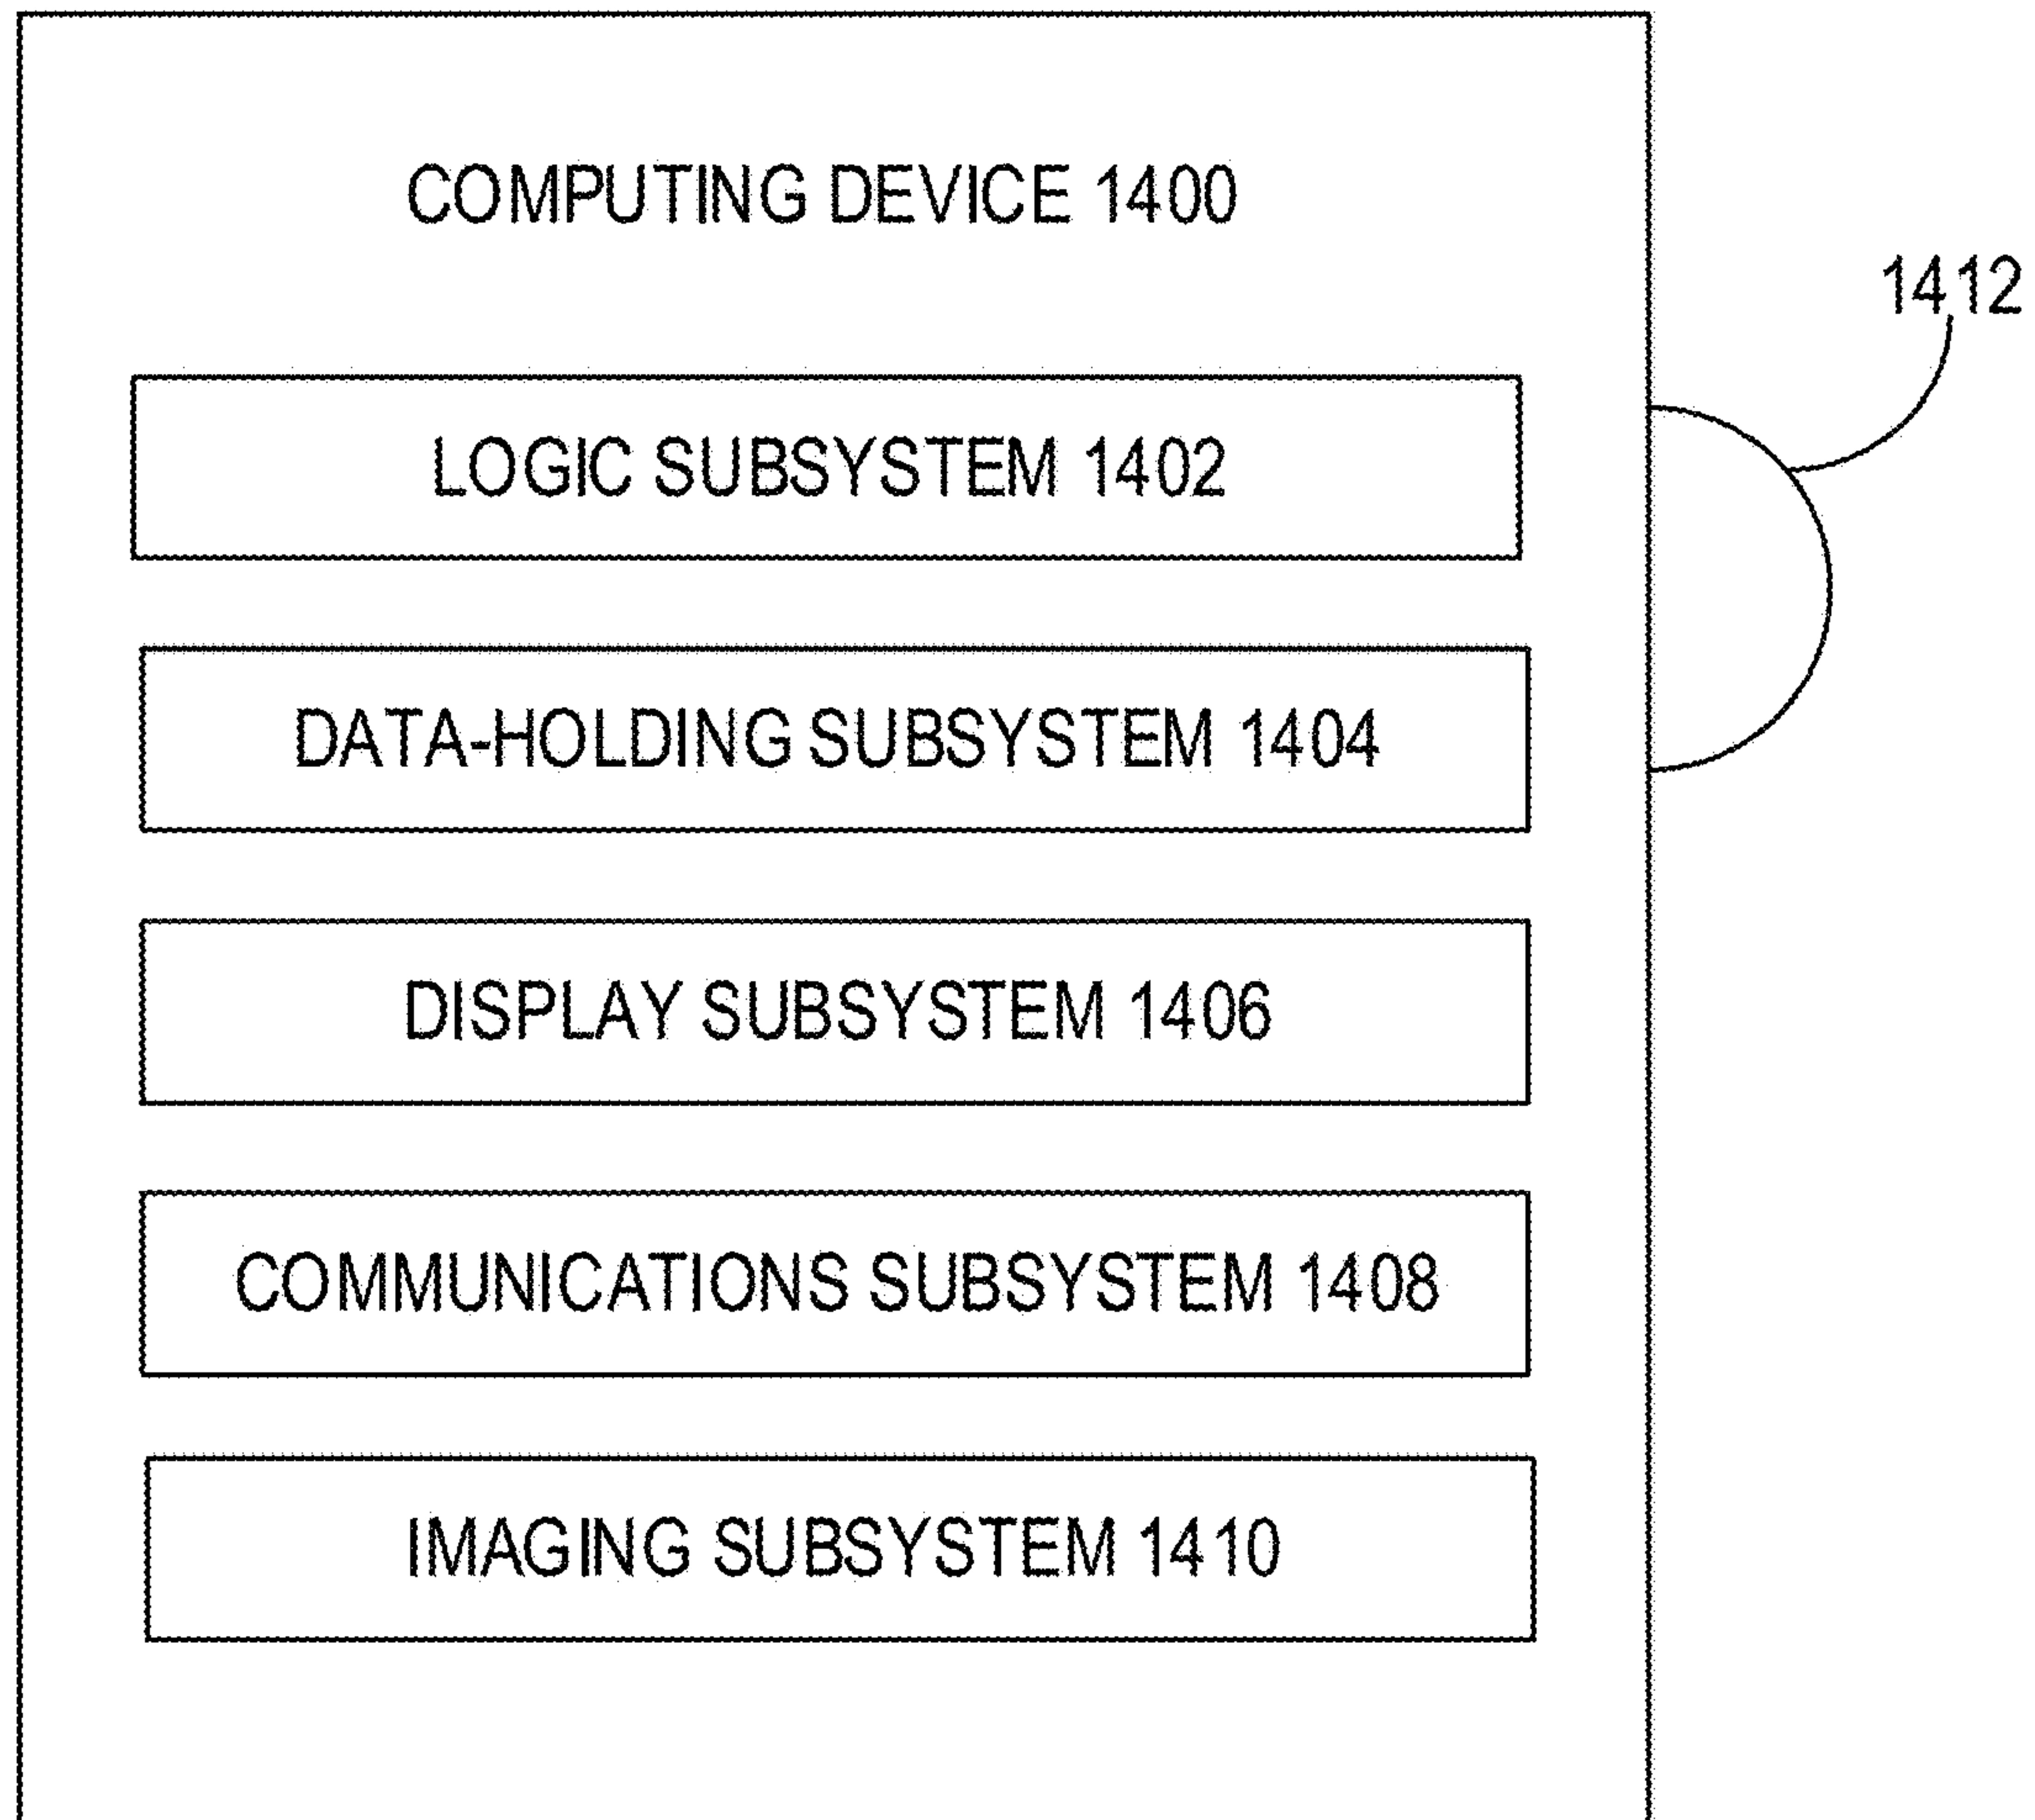 COMPUTING DEVICE 1400
1412
LOGIC SUBSYSTEM 1402
DATA-HOLDING SUBSYSTEM 1404
DISPLAY SUBSYSTEM 1406
COMMUNICATIONS SUBSYSTEM 1408
IMAGING SUBSYSTEM 1410